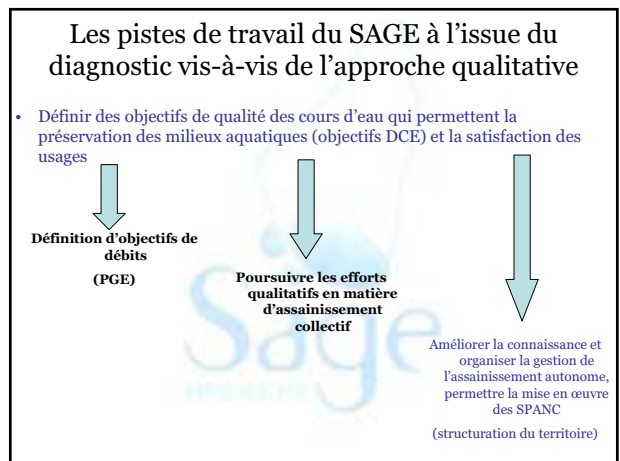 Les pistes de travail du SAGE à l'issue du
diagnostic vis-à-vis de l'approche qualitative
• Définir des objectifs de qualité des cours d'eau qui permettent la
préservation des milieux aquatiques (objectifs DCE) et la satisfaction des
usages
Définition d'objectifs de
débits
(PGE)
Poursuivre les efforts
qualitatifs en matière
d'assainissement
collectif
Améliorer la connaissance et
organiser la gestion de
l'assainissement autonome,
permettre la mise en œuvre
des SPANC
(structuration du territoire)
Sage